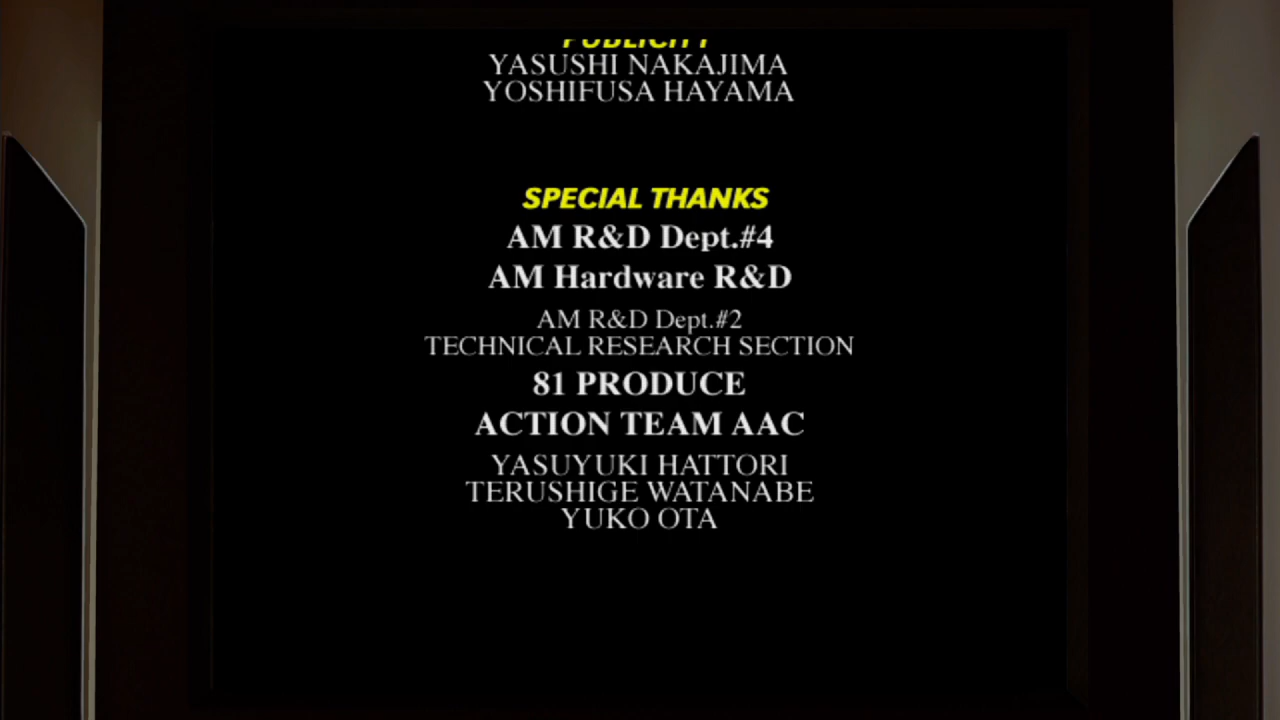 PUBLICITY
YASUSHI NAKAJIMA
YOSHIFUSA HAYAMA
SPECIAL THANKS
AM R&D Dept.#4
AM Hardware R&D
AM R&D Dept.#2
TECHNICAL RESEARCH SECTION
81 PRODUCE
ACTION TEAM AAC
YASUYUKI HATTORI
TERUSHIGE WATANABE
YUKO OTA